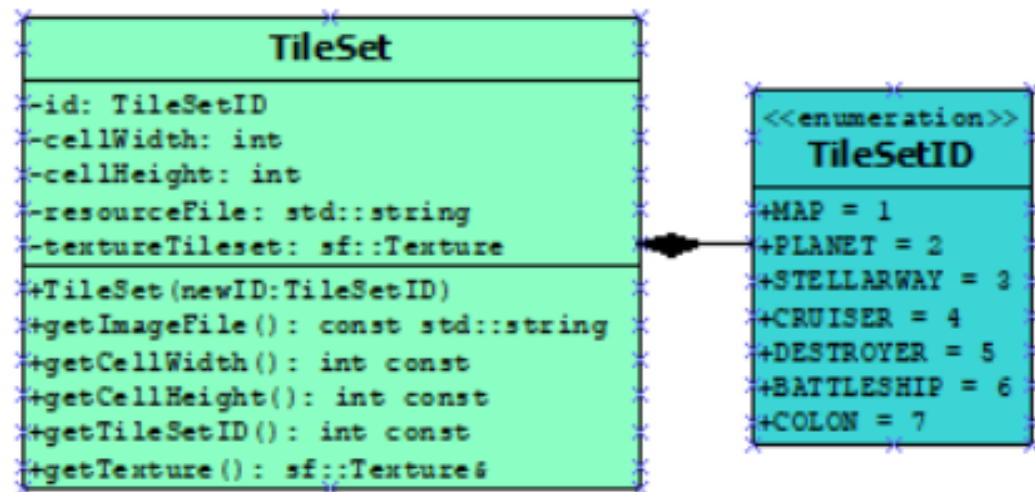 TileSet
-id: TileSetID
-cellWidth: int
-cellHeight: int
-resourceFile: std::string
-textureTileset: sf::Texture
+TileSet(newID:TileSetID)
+getImageFile(): const std::string
+getCellWidth(): int const
+getCellHeight(): int const
+getTileSetID(): int const
+getTexture(): sf::Texture&
<<enumeration>>
TileSetID
+MAP = 1
+PLANET = 2
+STELLARWAY = 3
+CRUISER = 4
+DESTROYER = 5
+BATTLESHIP = 6
+COLON = 7